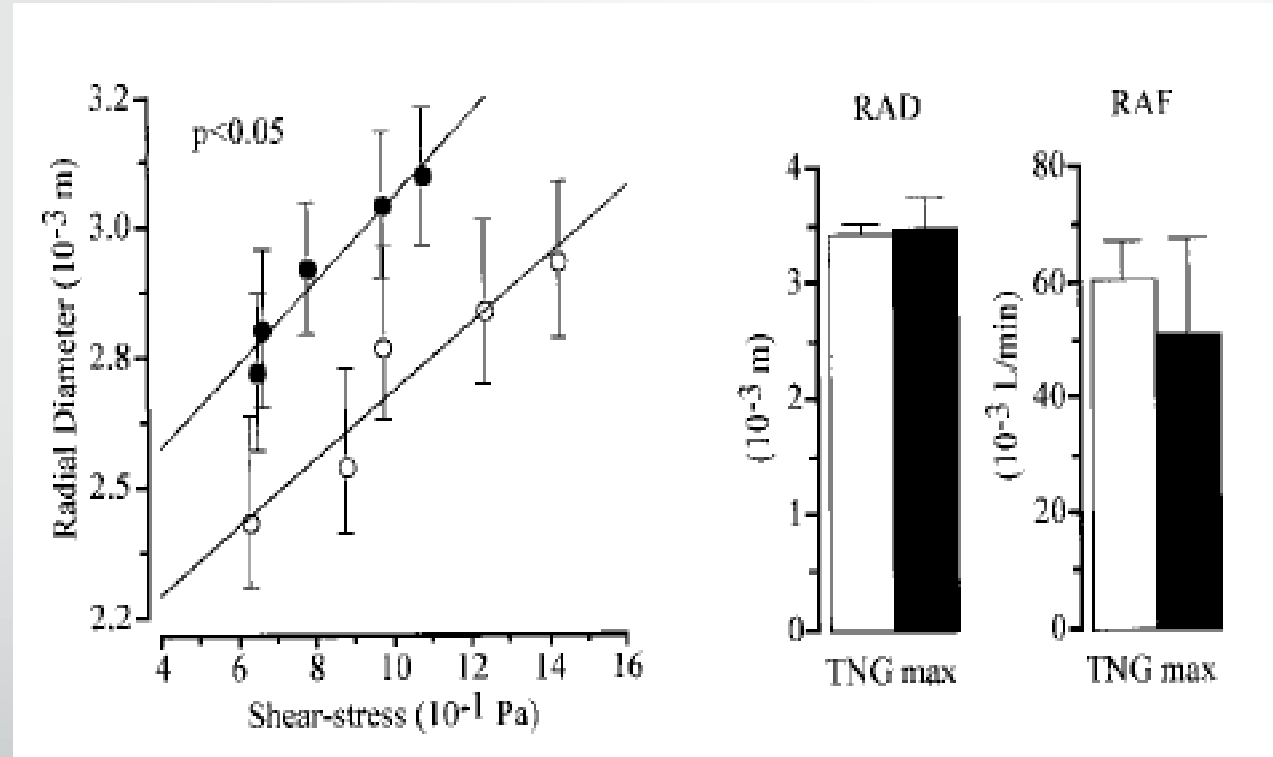 p<0.05
Radial Diameter (10-3 m)
3.2
3.0
2.8
2.5
2.2
4 6 8 10 12 14 16
Shear-stress (10-1 Pa)
RAD
(10-3 m)
4
3
2
1
0
TNG max
RAF
(10-3 L/min)
80
60
40
20
0
TNG max